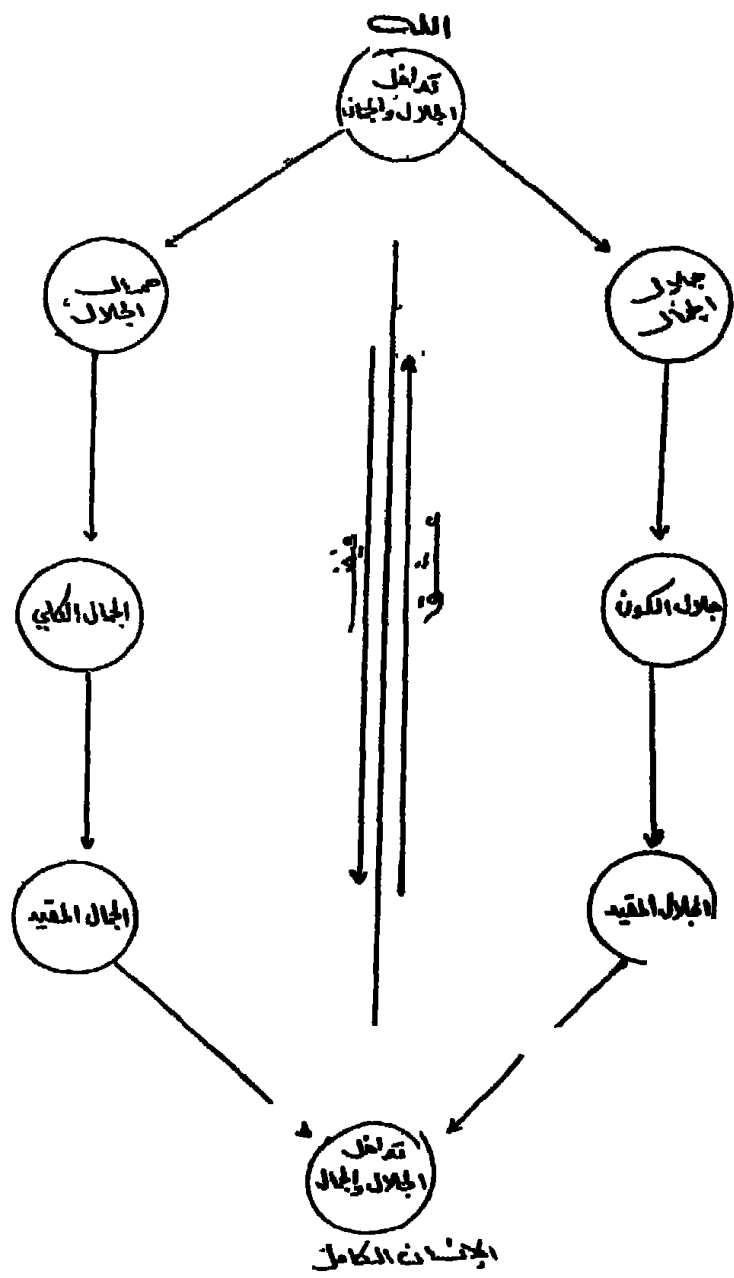 الله
تداخل
الجلال والجمال
جلال
الجمال
جمال
الجلال
جلال الكون
الجمال الكلي
الجلال المقيد
الجمال المقيد
تداخل
الجلال والجمال
الإنسان الكامل